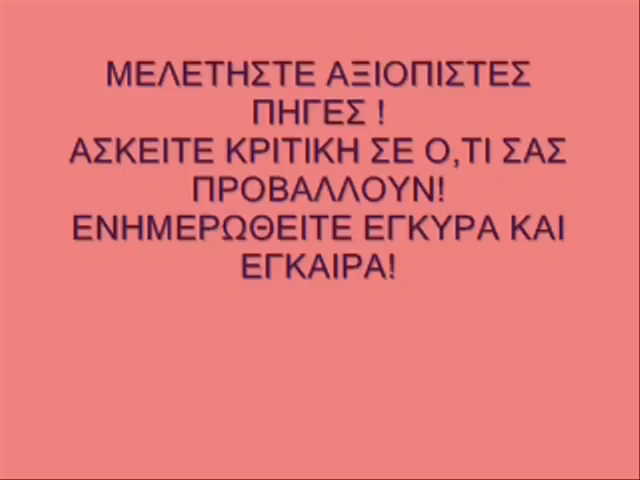 ΜΕΛΕΤΗΣΤΕ ΑΞΙΟΠΙΣΤΕΣ
ΠΗΓΕΣ !
ΑΣΚΕΙΤΕ ΚΡΙΤΙΚΗ ΣΕ Ο,ΤΙ ΣΑΣ
ΠΡΟΒΑΛΛΟΥΝ!
ΕΝΗΜΕΡΩΘΕΙΤΕ ΕΓΚΥΡΑ ΚΑΙ
ΕΓΚΑΙΡΑ!